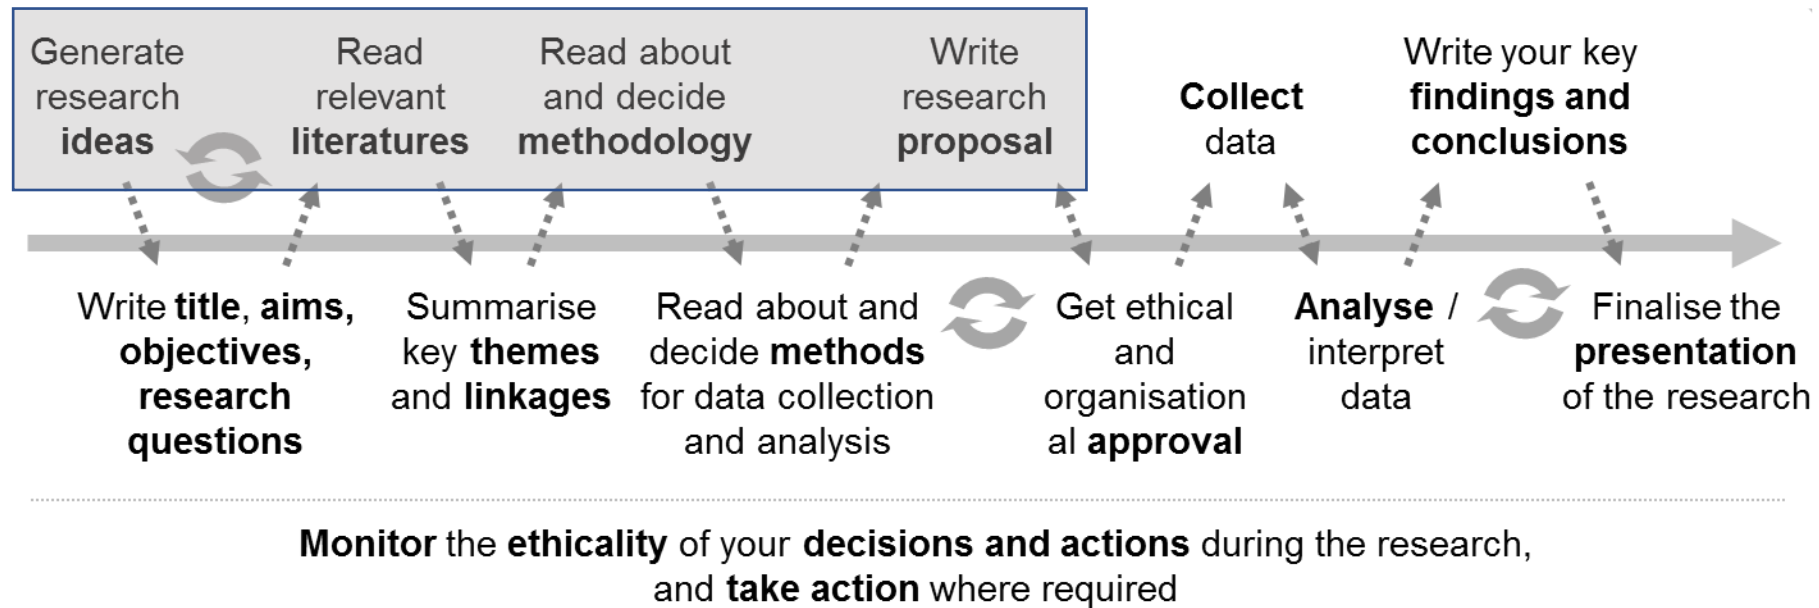 Generate
research
ideas
Read
relevant
literatures
Read about
and decide
methodology
Write
research
proposal
Collect
data
Write your key
findings and
conclusions
Write title, aims,
objectives,
research
questions
Summarise
key themes
and linkages
Read about and
decide methods
for data collection
and analysis
Get ethical
and
organisation
al approval
Analyse /
interpret
data
Finalise the
presentation
of the research
Monitor the ethicality of your decisions and actions during the research,
and take action where required